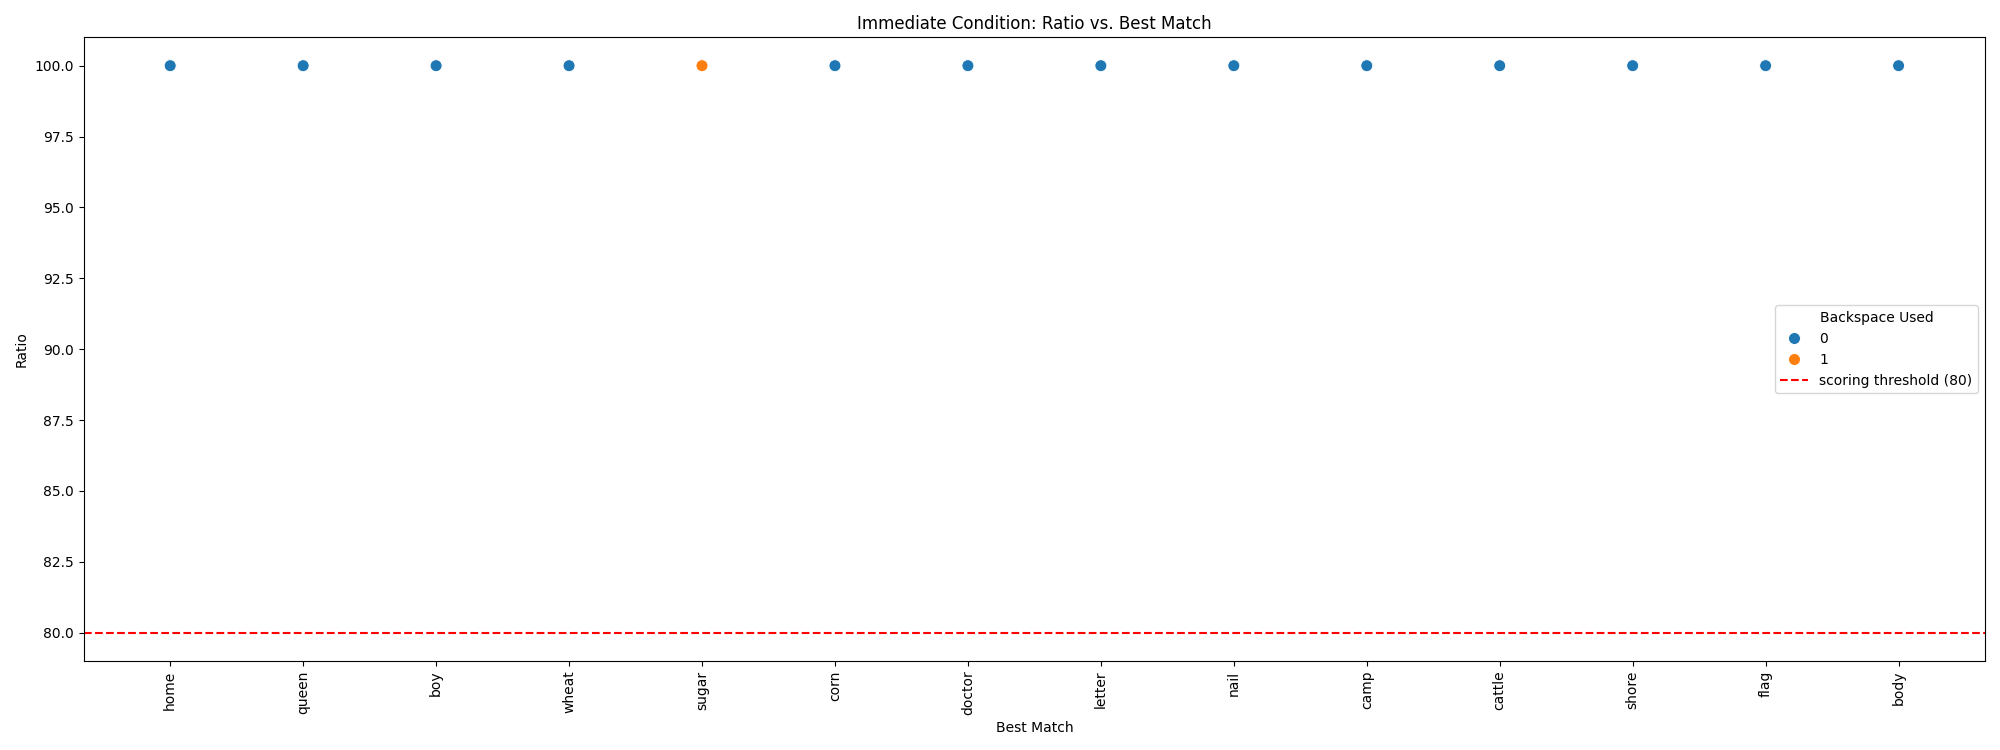 Immediate Condition: Ratio vs. Best Match
Ratio
100.0
97.5
95.0
92.5
90.0
87.5
85.0
82.5
80.0
Backspace Used
0
1
scoring threshold (80)
home
queen
boy
wheat
sugar
corn
doctor
letter
nail
camp
cattle
shore
flag
body
Best Match